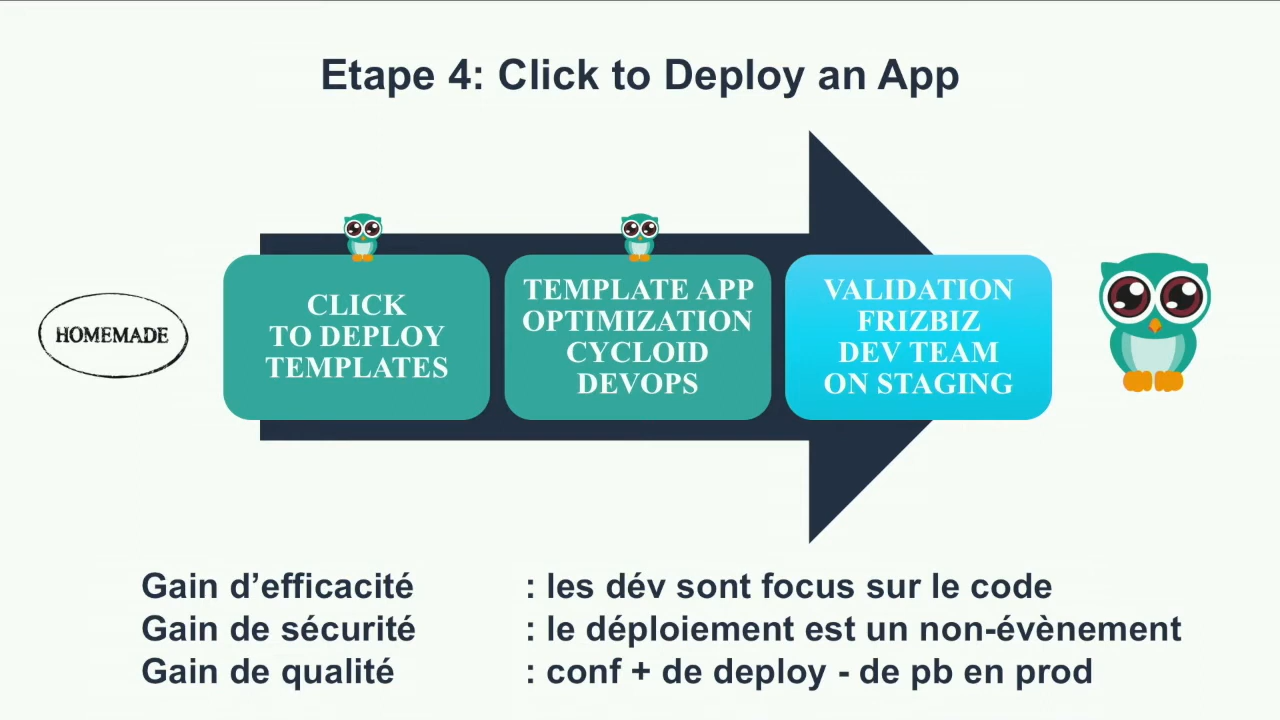 Etape 4: Click to Deploy an App
HOMEMADE
CLICK
TO DEPLOY
TEMPLATES
TEMPLATE APP
OPTIMIZATION
CYCLOID
DEVOPS
VALIDATION
FRIZBIZ
DEV TEAM
ON STAGING
Gain d’efficacité : les dév sont focus sur le code
Gain de sécurité : le déploiement est un non-évènement
Gain de qualité : conf + de deploy - de pb en prod